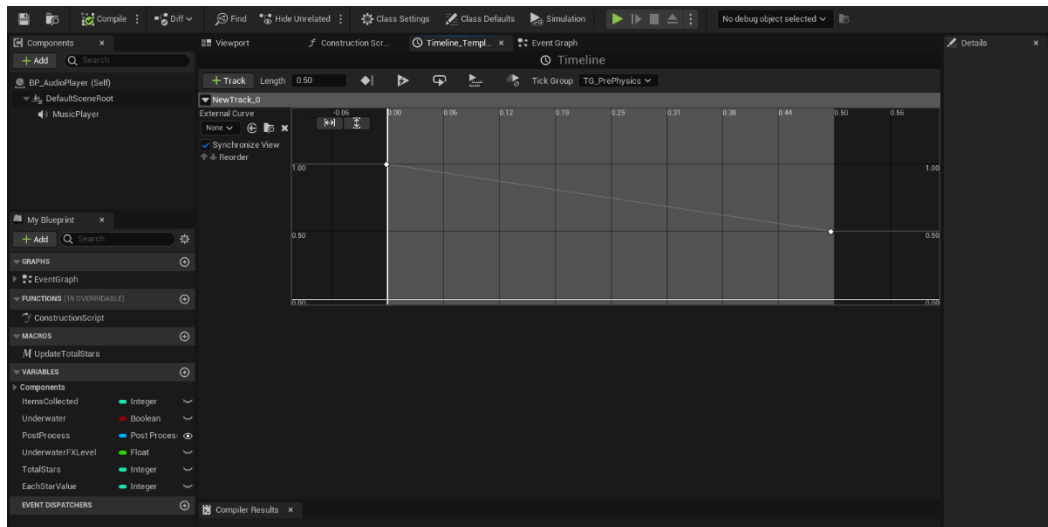 Compile
Diff
Find
Hide Unrelated
Class Settings
Class Defaults
Simulation
No debug object selected
Components
+ Add
Search
BP_AudioPlayer (Self)
DefaultSceneRoot
MusicPlayer
My Blueprint
+ Add
Search
GRAPHS
EventGraph
FUNCTIONS (19 OVERRIDABLE)
ConstructionScript
MACROS
UpdateTotalStars
VARIABLES
Components
ItemsCollected Integer
Underwater Boolean
PostProcess Post Proces
UnderwaterFXLevel Float
TotalStars Integer
EachStarValue Integer
EVENT DISPATCHERS
Viewport
Construction Scr...
Timeline_Templ...
Event Graph
Timeline
+ Track Length 0.50 Tick Group TG_PrePhysics
NewTrack_0
External Curve
None
Synchronize View
Reorder
-0.06 0.00 0.06 0.12 0.19 0.25 0.31 0.38 0.44 0.50 0.56
1.00 1.00
0.50 0.50
0.00 0.00
Compiler Results
Details